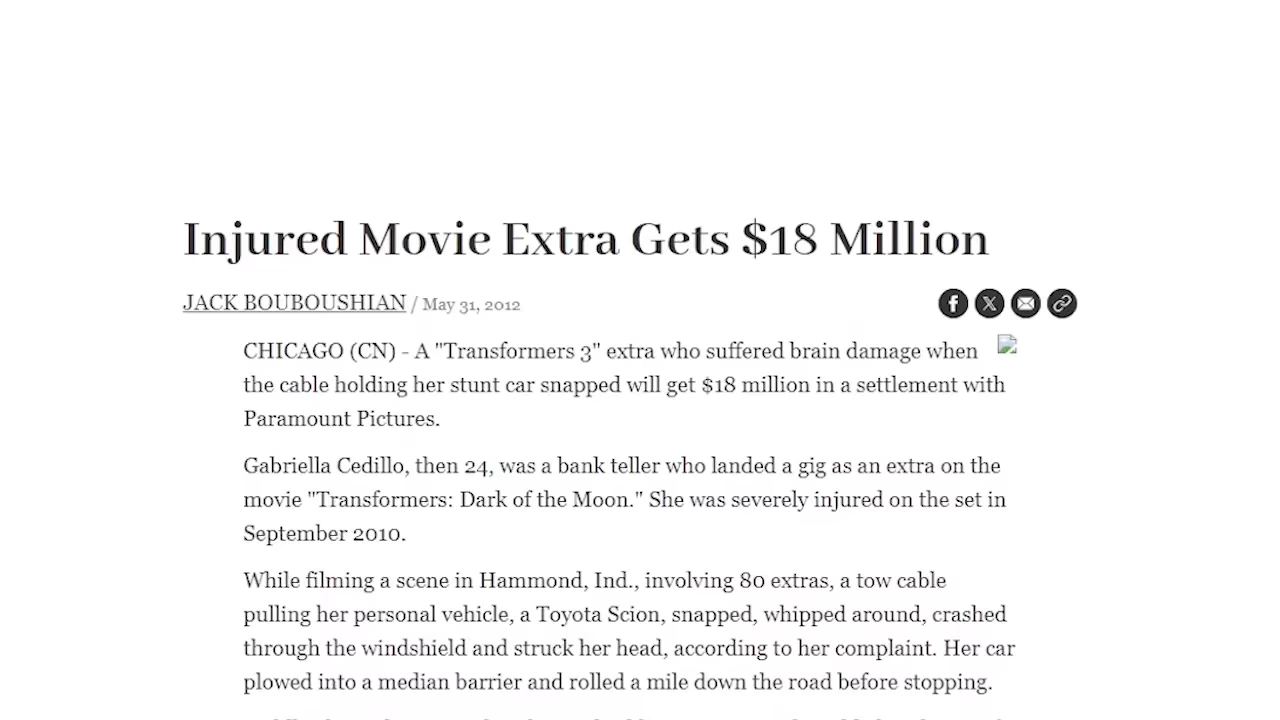 Injured Movie Extra Gets $18 Million
JACK BOUBOUSHIAN / May 31, 2012
CHICAGO (CN) - A "Transformers 3" extra who suffered brain damage when
the cable holding her stunt car snapped will get $18 million in a settlement with
Paramount Pictures.
Gabriella Cedillo, then 24, was a bank teller who landed a gig as an extra on the
movie "Transformers: Dark of the Moon." She was severely injured on the set in
September 2010.
While filming a scene in Hammond, Ind., involving 80 extras, a tow cable
pulling her personal vehicle, a Toyota Scion, snapped, whipped around, crashed
through the windshield and struck her head, according to her complaint. Her car
plowed into a median barrier and rolled a mile down the road before stopping.